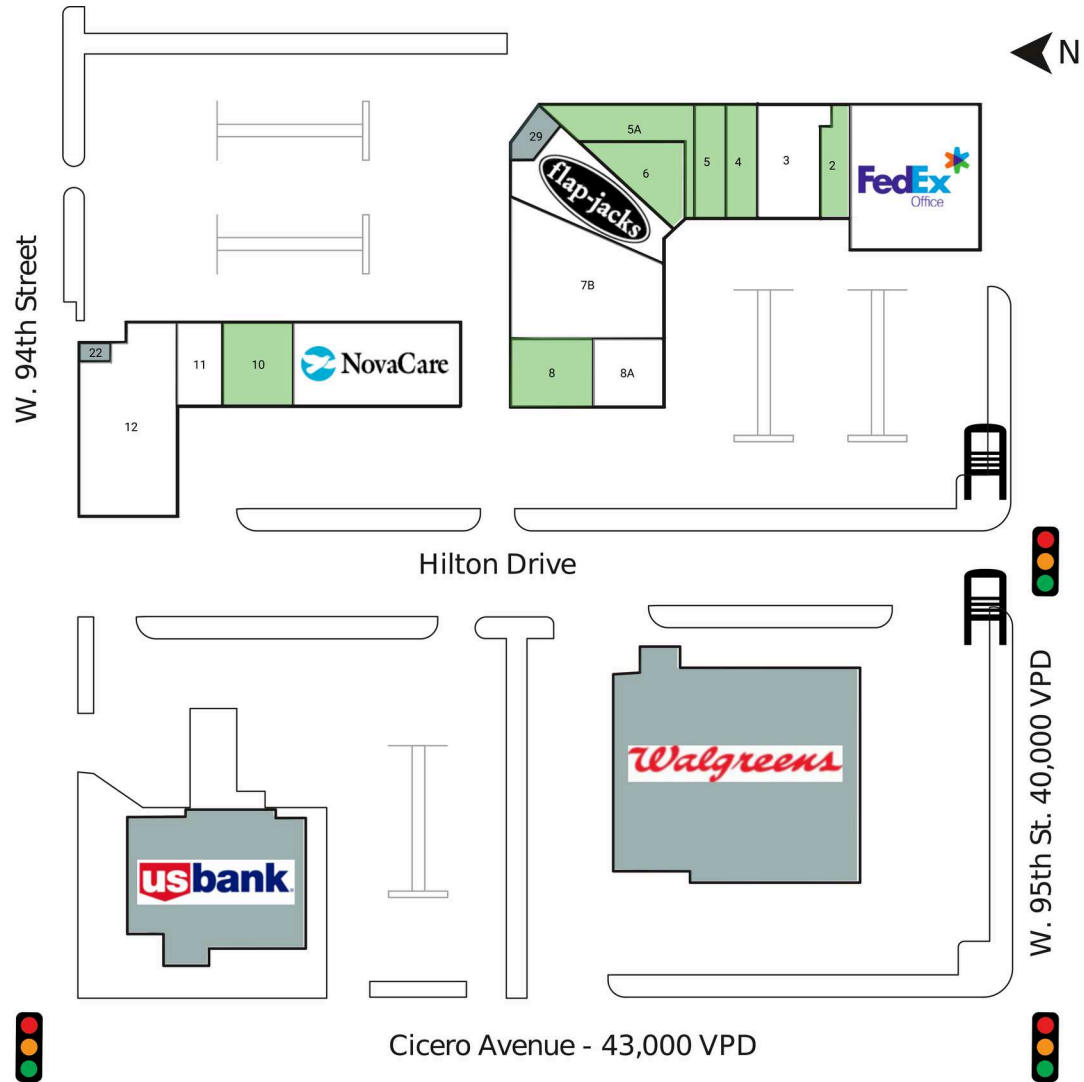 N
29
5A
6
5
4
3
2
FedEx
Office
flap-jacks
7B
8
8A
W. 94th Street
22
11
10
NovaCare
12
Hilton Drive
Walgreens
usbank
W. 95th St. 40,000 VPD
Cicero Avenue - 43,000 VPD